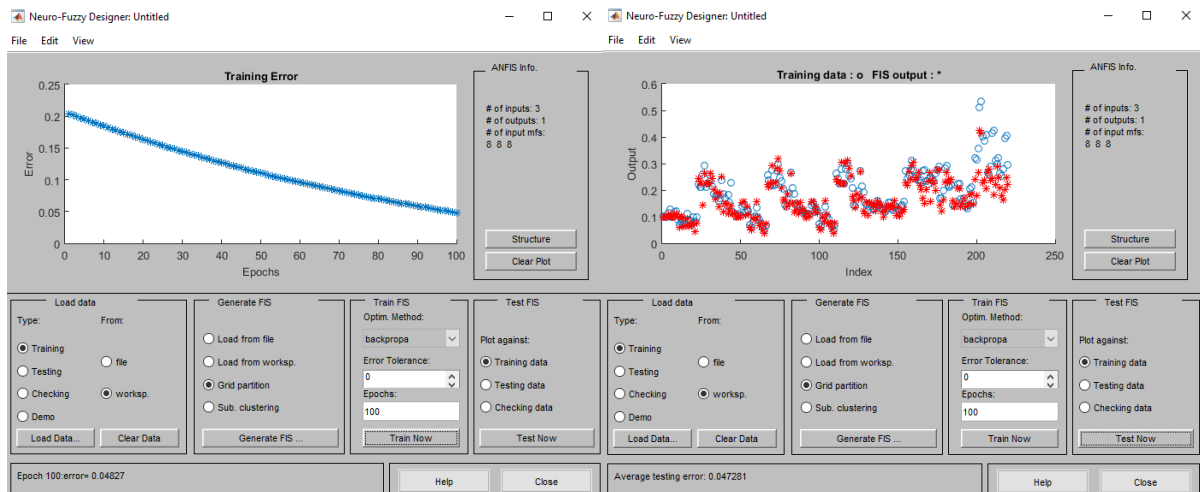 Neuro-Fuzzy Designer: Untitled
File Edit View
Training Error
0.25
0.2
0.15
0.1
0.05
0
Error
0 10 20 30 40 50 60 70 80 90 100
Epochs
ANFIS Info.
# of inputs: 3
# of outputs: 1
# of input mfs:
8 8 8
Structure
Clear Plot
Load data
Type: From:
Training
Testing
Checking
Demo
file
worksp.
Load Data... Clear Data
Generate FIS
Load from file
Load from worksp.
Grid partition
Sub. clustering
Generate FIS ...
Train FIS
Optim. Method:
backpropa
Error Tolerance:
0
Epochs:
100
Train Now
Test FIS
Plot against:
Training data
Testing data
Checking data
Test Now
Epoch 100:error= 0.04827
Help Close
Neuro-Fuzzy Designer: Untitled
File Edit View
Training data : o FIS output : *
0.6
0.5
0.4
0.3
0.2
0.1
0
Output
0 50 100 150 200 250
Index
ANFIS Info.
# of inputs: 3
# of outputs: 1
# of input mfs:
8 8 8
Structure
Clear Plot
Load data
Type: From:
Training
Testing
Checking
Demo
file
worksp.
Load Data... Clear Data
Generate FIS
Load from file
Load from worksp.
Grid partition
Sub. clustering
Generate FIS ...
Train FIS
Optim. Method:
backpropa
Error Tolerance:
0
Epochs:
100
Train Now
Test FIS
Plot against:
Training data
Testing data
Checking data
Test Now
Average testing error: 0.047281
Help Close